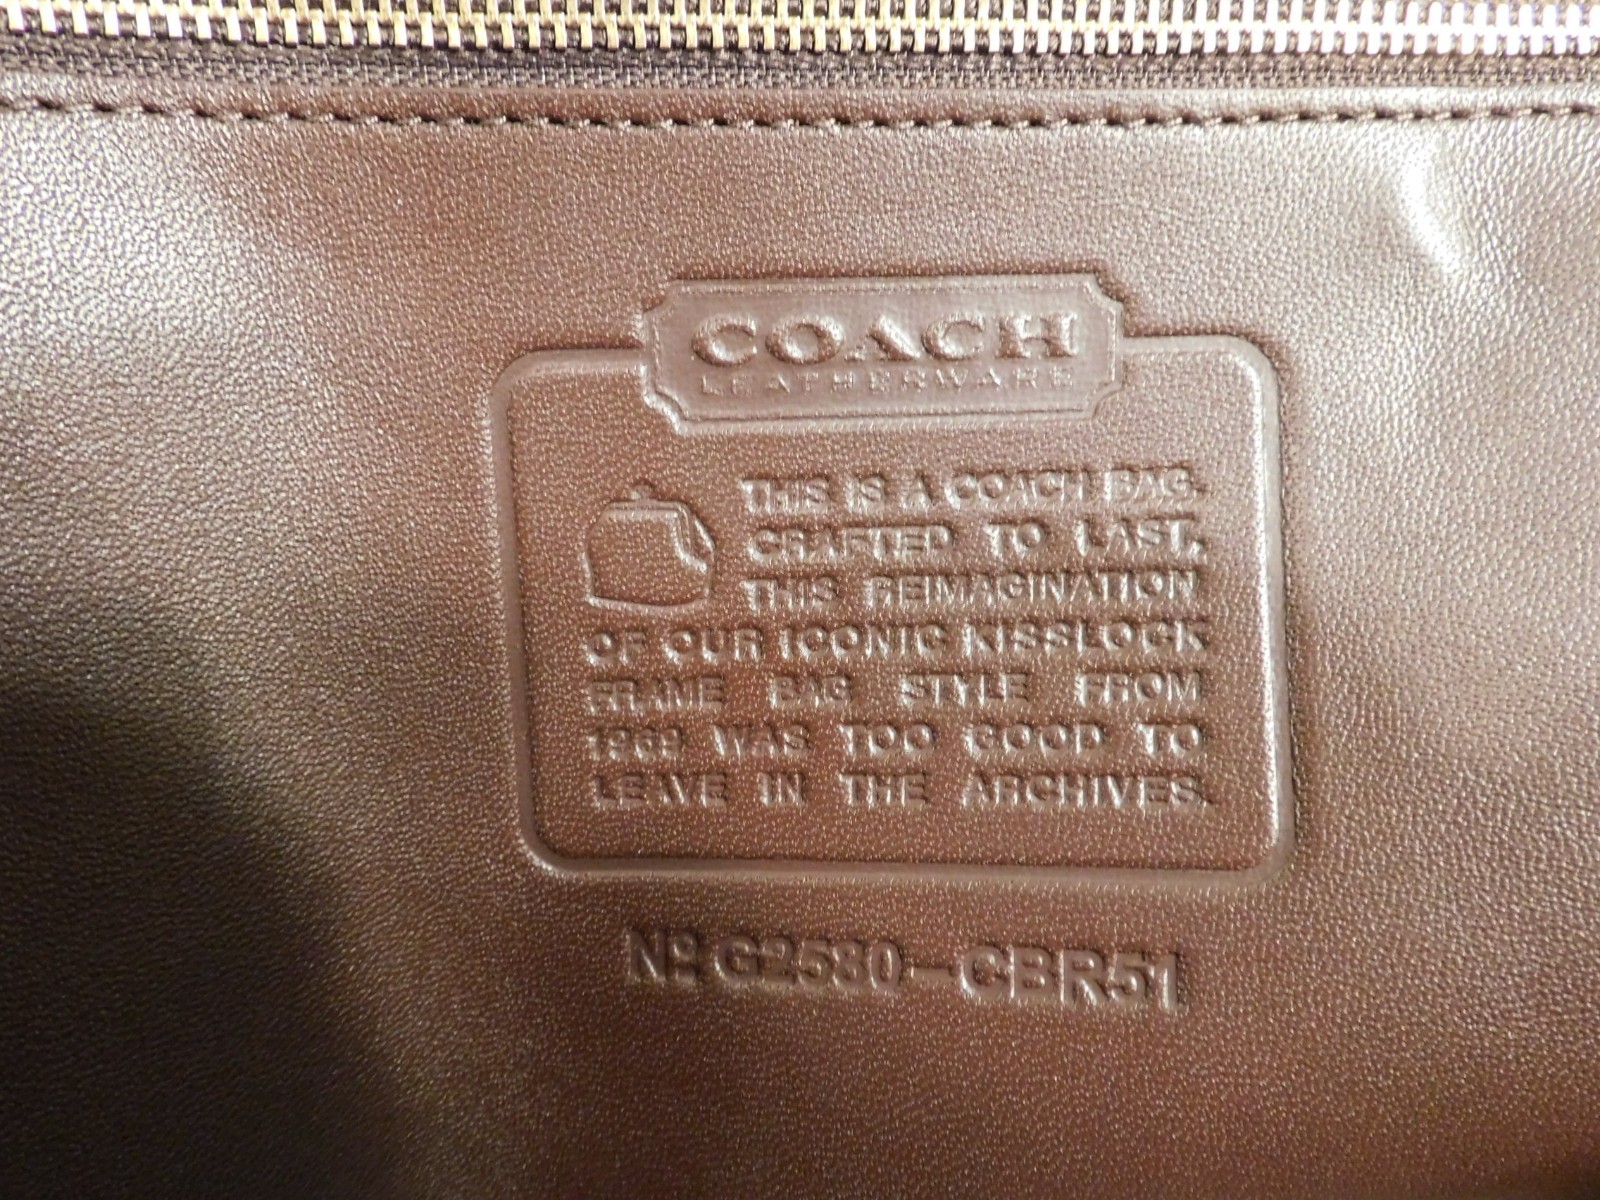 COACH
LEATHERWARE
THIS IS A COACH BAG.
CRAFTED TO LAST,
THIS REIMAGINATION
OF OUR ICONIC KISSLOCK
FRAME BAG STYLE FROM
1969 WAS TOO GOOD TO
LEAVE IN THE ARCHIVES.
Nº G2580-CBR51